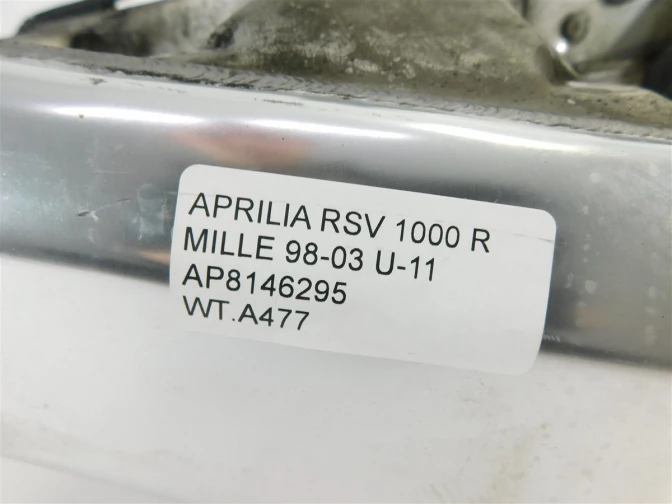 APRILIA RSV 1000 R
MILLE 98-03 U-11
AP8146295
WT.A477